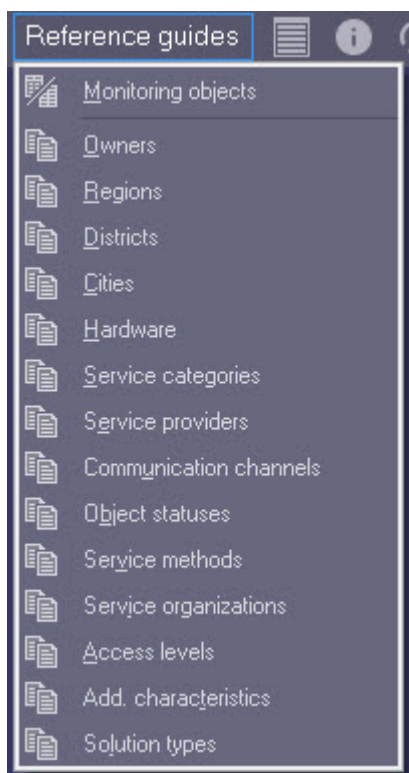 Reference guides
Monitoring objects
Owners
Regions
Districts
Cities
Hardware
Service categories
Service providers
Communication channels
Object statuses
Service methods
Service organizations
Access levels
Add. characteristics
Solution types